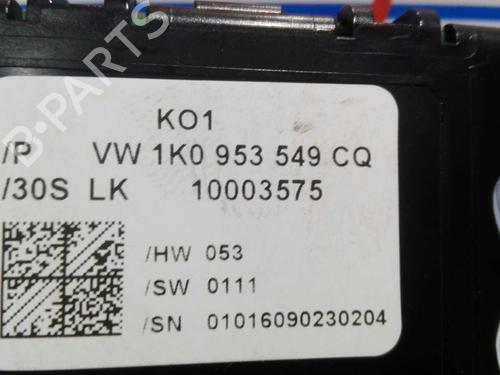 KO1
/P VW 1K0 953 549 CQ
/30S LK 10003575
/HW 053
/SW 0111
/SN 01016090230204
B-PARTS